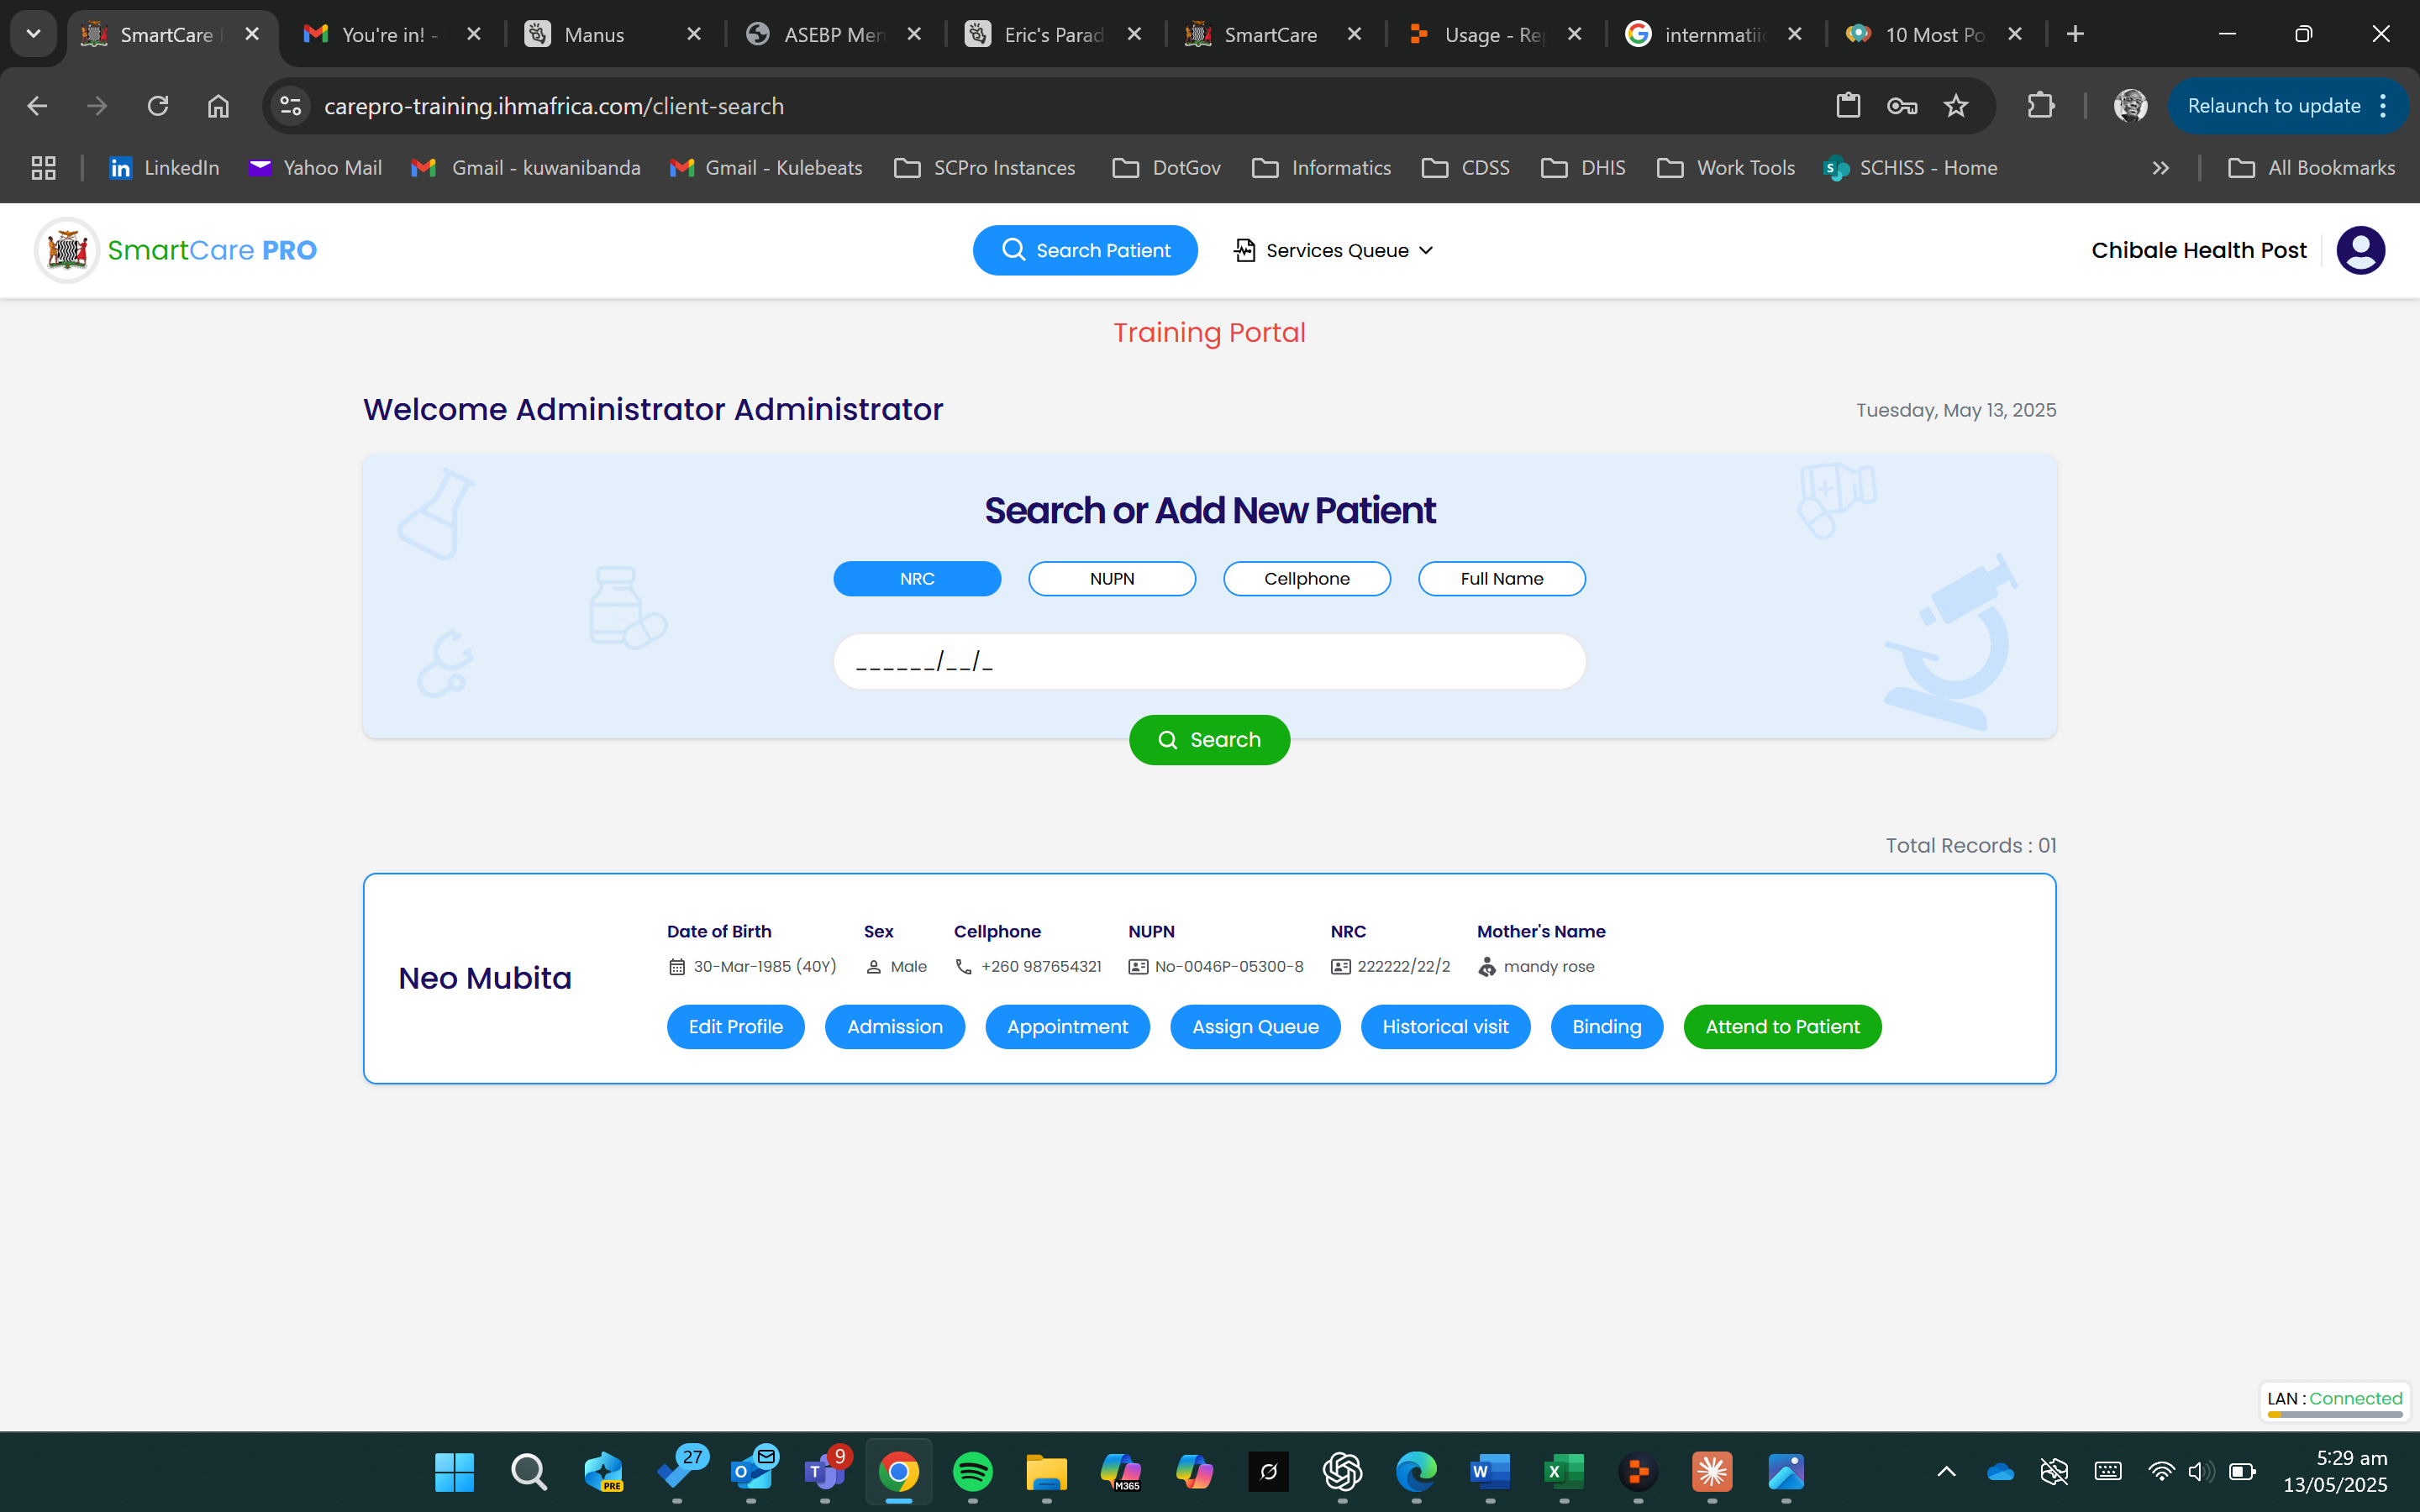 SmartCare
You're in! -
Manus
ASEBP Men
Eric's Parad
SmartCare
Usage - Rep
internmatiic
10 Most Po
carepro-training.ihmafrica.com/client-search
Relaunch to update
LinkedIn
Yahoo Mail
Gmail - kuwanibanda
Gmail - Kulebeats
SCPro Instances
DotGov
Informatics
CDSS
DHIS
Work Tools
SCHISS - Home
All Bookmarks
SmartCare PRO
Search Patient
Services Queue
Chibale Health Post
Training Portal
Welcome Administrator Administrator
Tuesday, May 13, 2025
Search or Add New Patient
NRC
NUPN
Cellphone
Full Name
______/__/_
Search
Total Records : 01
Neo Mubita
Date of Birth
Sex
Cellphone
NUPN
NRC
Mother's Name
30-Mar-1985 (40Y)
Male
+260 987654321
No-0046P-05300-8
222222/22/2
mandy rose
Edit Profile
Admission
Appointment
Assign Queue
Historical visit
Binding
Attend to Patient
LAN : Connected
PRE
27
9
M365
5:29 am
13/05/2025